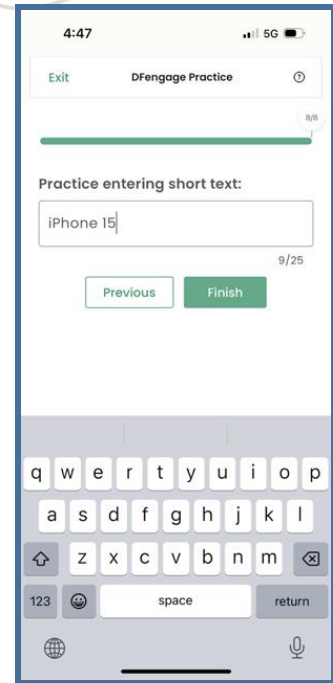 4:47 5G
Exit DFengage Practice ?
8/8
Practice entering short text:
iPhone 15
9/25
Previous Finish
q w e r t y u i o p
a s d f g h j k l
z x c v b n m
123 space return